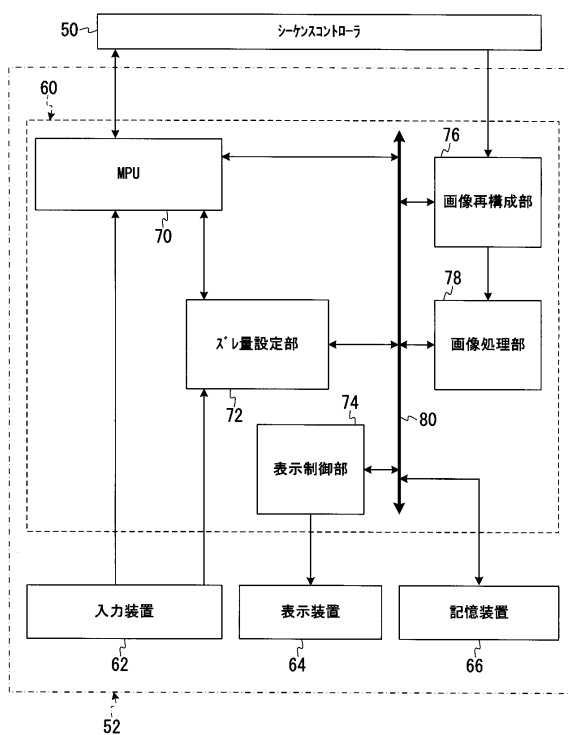 50
シーケンスコントローラ
60
MPU
70
76
画像再構成部
78
画像処理部
ズレ量設定部
72
74
80
表示制御部
入力装置
62
表示装置
64
記憶装置
66
52